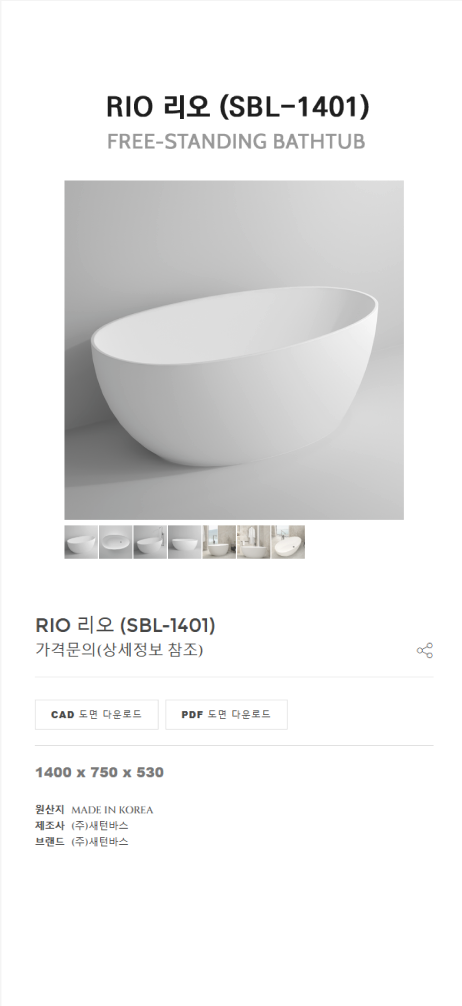 RIO 리오 (SBL-1401)
FREE-STANDING BATHTUB
RIO 리오 (SBL-1401)
가격문의(상세정보 참조)
CAD 도면 다운로드 PDF 도면 다운로드
1400 x 750 x 530
원산지 MADE IN KOREA
제조사 (주)새턴바스
브랜드 (주)새턴바스